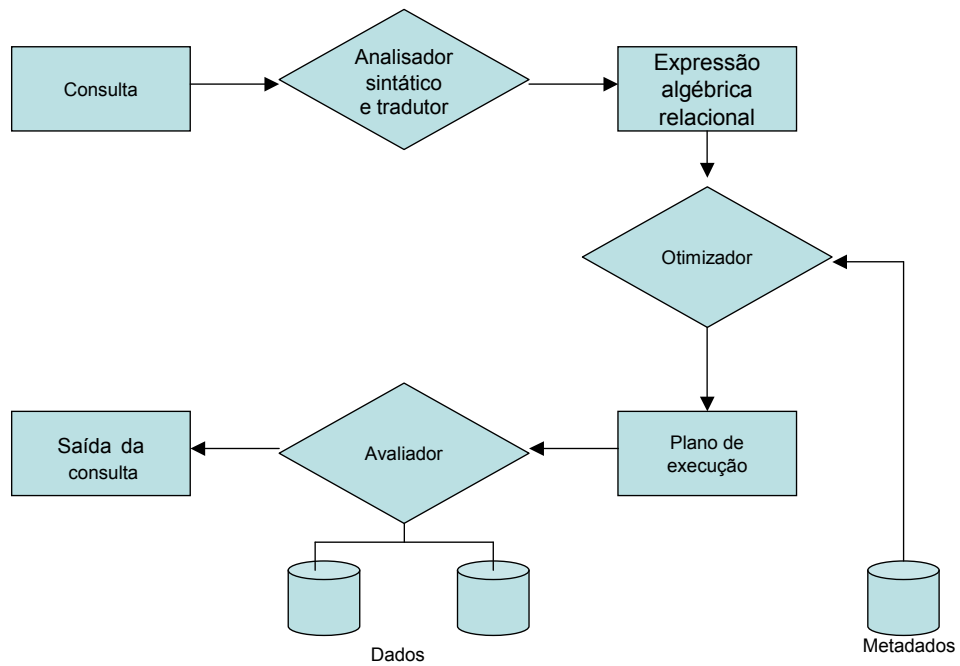 Consulta
Analisador
sintático
e tradutor
Expressão
algébrica
relacional
Otimizador
Saída da
consulta
Avaliador
Plano de
execução
Dados
Metadados